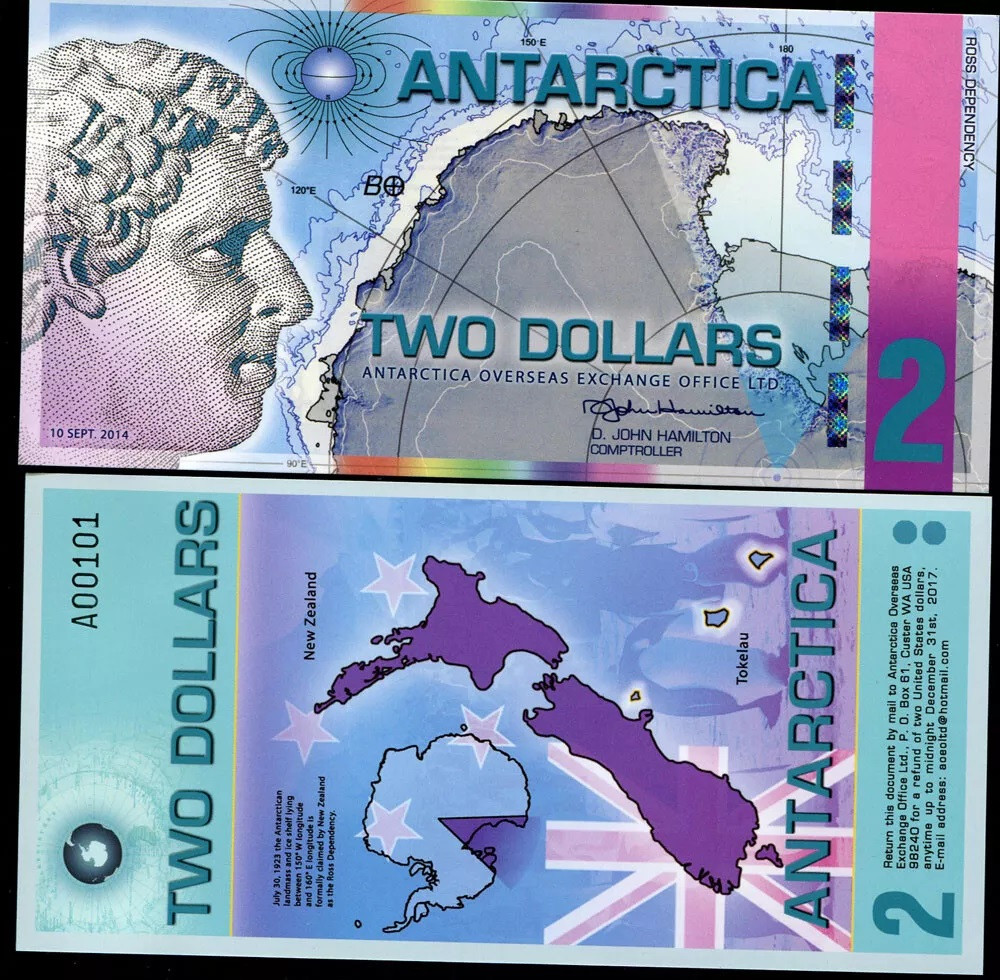 150°E
180
ANTARCTICA
ROSS DEPENDENCY
N
S
120°E
B
TWO DOLLARS
ANTARCTICA OVERSEAS EXCHANGE OFFICE LTD.
D. John Hamilton
D. JOHN HAMILTON
COMPTROLLER
10 SEPT. 2014
90°E
2
A00101
TWO DOLLARS
New Zealand
July 30, 1923 the Antarctican
landmass and ice shelf lying
between 150° W longitude
and 160° E longitude is
formally claimed by New Zealand
as the Ross Dependency.
Tokelau
ANTARCTICA
Return this document by mail to Antarctica Overseas
Exchange Office Ltd., P. O. Box 61, Custer WA USA
98240 for a refund of two United States dollars,
anytime up to midnight December 31st, 2017.
E-mail address: aoeoltd@hotmail.com
2